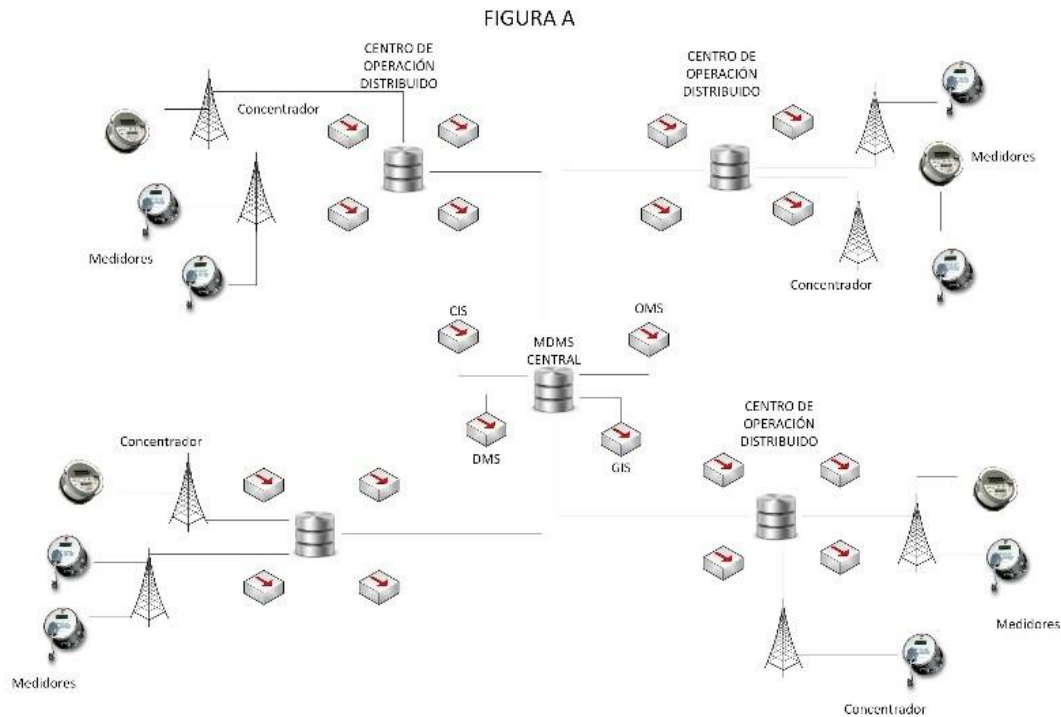 FIGURA A
CENTRO DE
OPERACIÓN
DISTRIBUIDO
Concentrador
Medidores
CENTRO DE
OPERACIÓN
DISTRIBUIDO
Medidores
Concentrador
CIS
OMS
MDMS
CENTRAL
DMS
GIS
Concentrador
Medidores
CENTRO DE
OPERACIÓN
DISTRIBUIDO
Medidores
Concentrador